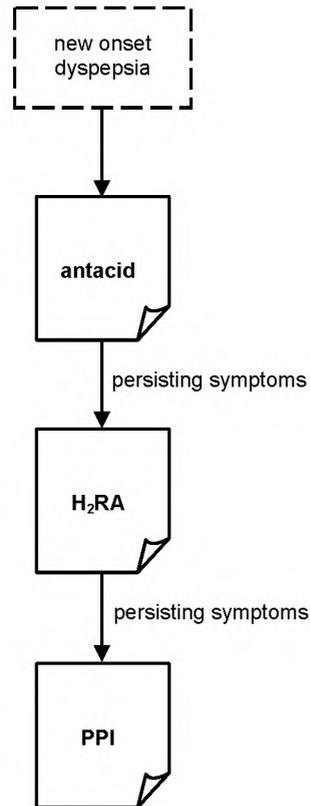 new onset
dyspepsia
antacid
persisting symptoms
H₂RA
persisting symptoms
PPI